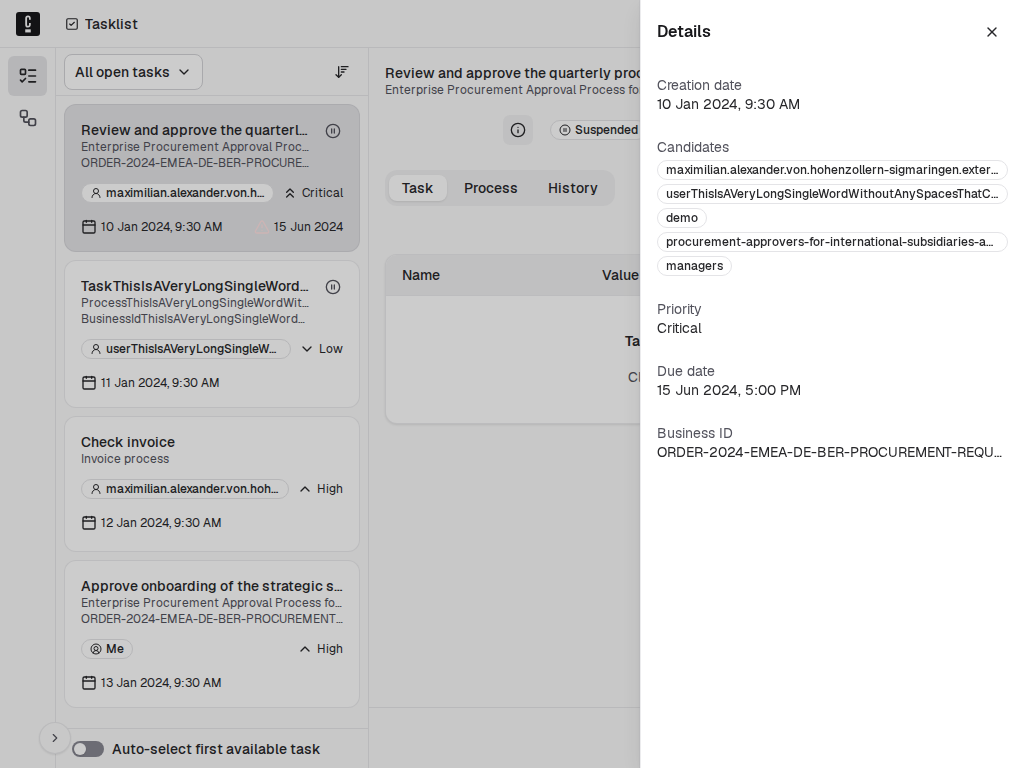 Tasklist
All open tasks
Review and approve the quarterl...
Enterprise Procurement Approval Proc...
ORDER-2024-EMEA-DE-BER-PROCURE...
maximilian.alexander.von.h...
Critical
10 Jan 2024, 9:30 AM
15 Jun 2024
TaskThisIsAVeryLongSingleWord...
ProcessThisIsAVeryLongSingleWordWit...
BusinessIdThisIsAVeryLongSingleWord...
userThisIsAVeryLongSingleW...
Low
11 Jan 2024, 9:30 AM
Check invoice
Invoice process
maximilian.alexander.von.hoh...
High
12 Jan 2024, 9:30 AM
Approve onboarding of the strategic s...
Enterprise Procurement Approval Process fo...
ORDER-2024-EMEA-DE-BER-PROCUREMENT...
Me
High
13 Jan 2024, 9:30 AM
Auto-select first available task
Review and approve the quarterly pro
Enterprise Procurement Approval Process fo
Suspended
Task
Process
History
Name
Value
Ta
Details
Creation date
10 Jan 2024, 9:30 AM
Candidates
maximilian.alexander.von.hohenzollern-sigmaringen.exter...
userThisIsAVeryLongSingleWordWithoutAnySpacesThatC...
demo
procurement-approvers-for-international-subsidiaries-a...
managers
Priority
Critical
Due date
15 Jun 2024, 5:00 PM
Business ID
ORDER-2024-EMEA-DE-BER-PROCUREMENT-REQU...